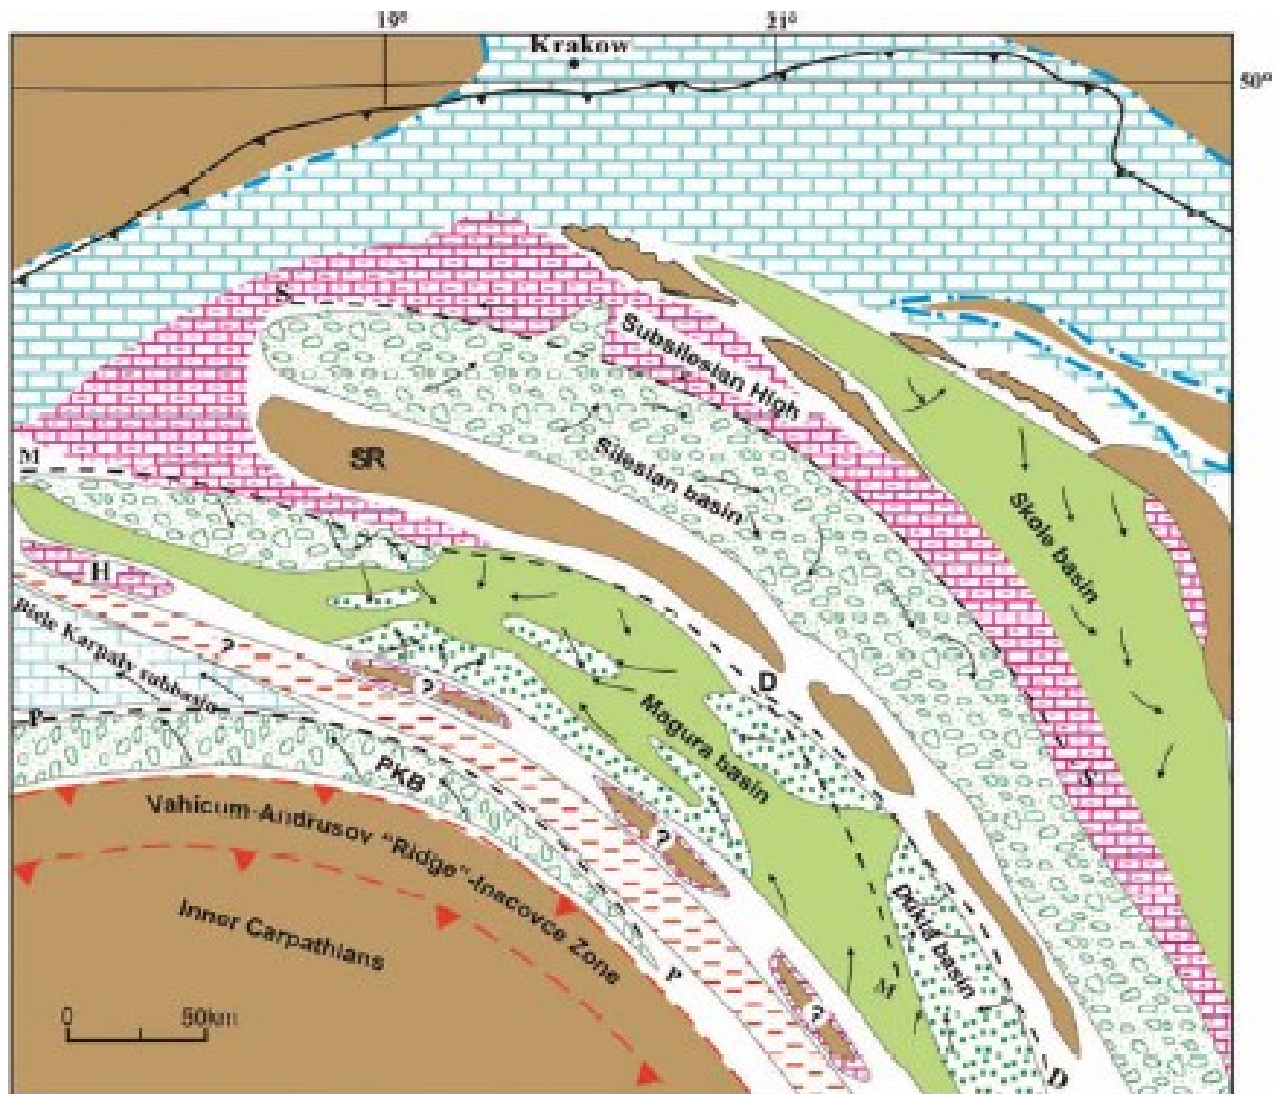 19°
21°
Krakow
50°
S
Subsilesian High
SR
Silesian basin
M
Skole basin
H
?
Biele Karpaty subbasin
?
D
P
Magura basin
S
PKB
Vahicum-Andrusov "Ridge"-Inacovce Zone
?
Dukla basin
Inner Carpathians
P
M
?
0 50km
D